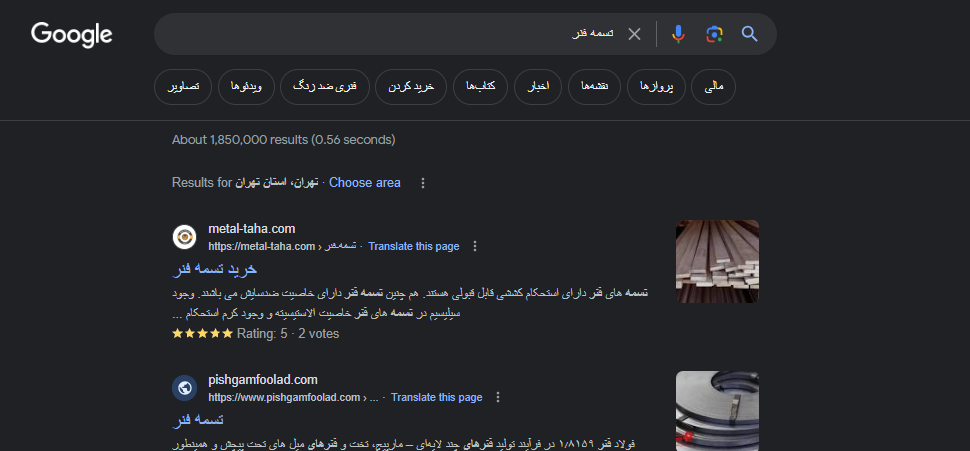 Google
تسمه فنر
تصاویر
ویدئوها
فنری ضد زنگ
خرید کردن
کتاب‌ها
اخبار
نقشه‌ها
پروازها
مالی
About 1,850,000 results (0.56 seconds)
Results for تهران، استان تهران · Choose area
metal-taha.com
https://metal-taha.com › تسمه-فنر · Translate this page
خرید تسمه فنر
تسمه های فنر دارای استحکام کششی قابل قبولی هستند. هم چنین تسمه فنر دارای خاصیت ضدسایش می باشند. وجود
سیلیسیم در تسمه های فنر خاصیت الاستیسیته و وجود کرم استحکام ...
Rating: 5 · 2 votes
pishgamfoolad.com
https://www.pishgamfoolad.com › ... · Translate this page
تسمه فنر
فولاد فنر ۱/۸۱۵۹ در فرآیند تولید فنرهای چند لایه‌ای – مارپیچ، تخت و فنرهای میل های تحت پیچش و همینطور